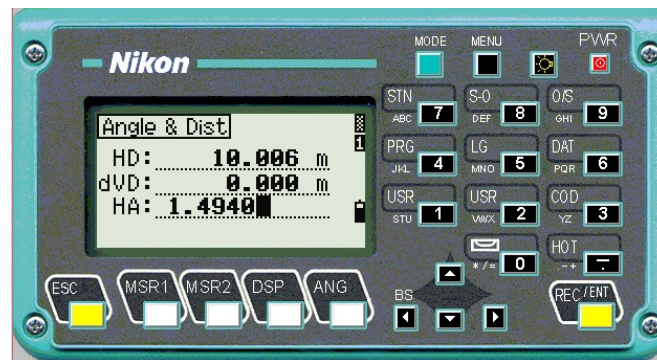 MODE MENU PWR
Nikon
STN S-O O/S
ABC 7 DEF 8 GHI 9
Angle & Dist 1
HD: 10.006 m
dVD: 0.000 m
HA: 1.4940
PRG LG DAT
JKL 4 MNO 5 PQR 6
USR USR COD
STU 1 VWX 2 YZ 3
HOT
*/= 0 .-+ –.
ESC MSR1 MSR2 DSP ANG BS REC/ENT